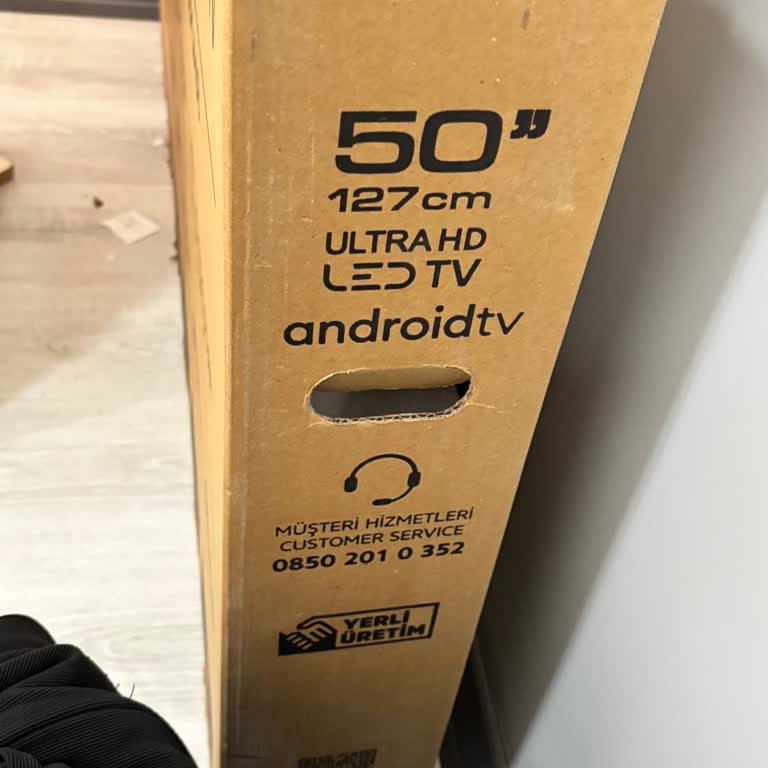 50"
127cm
ULTRA HD
LED TV
androidtv
MÜŞTERİ HİZMETLERİ
CUSTOMER SERVICE
0850 201 0 352
YERLİ
ÜRETİM